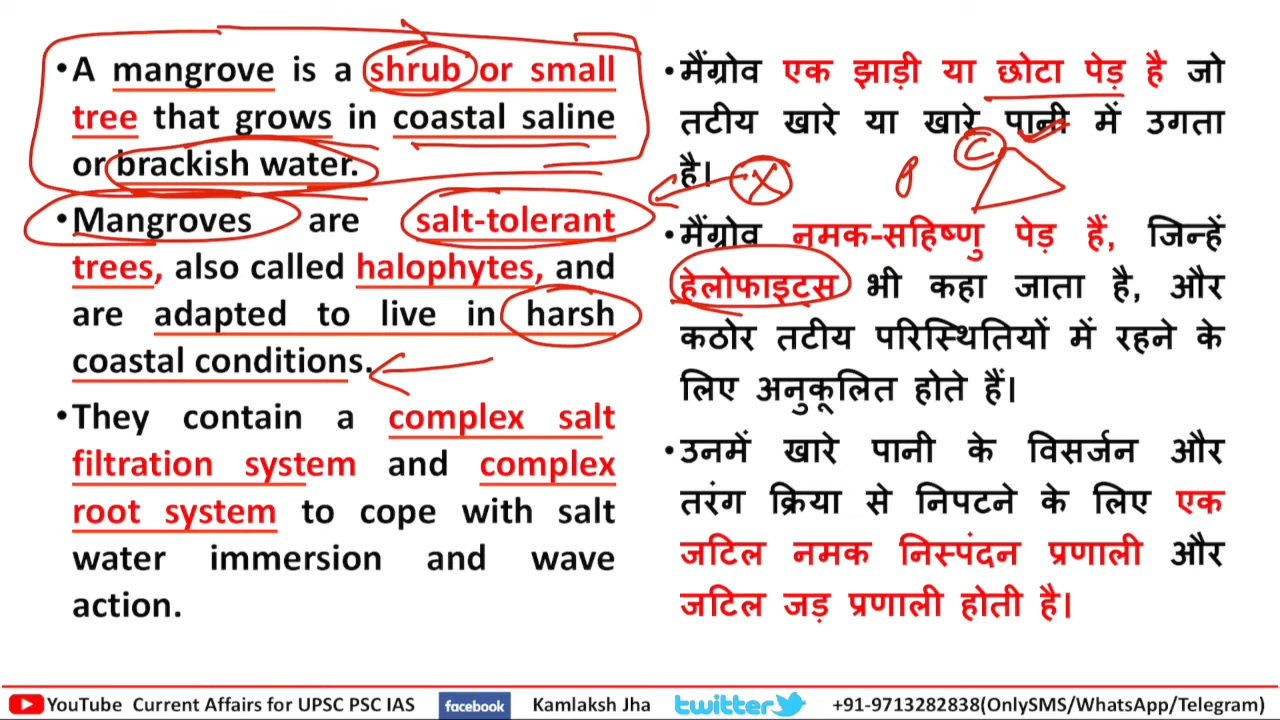 •A mangrove is a shrub or small
tree that grows in coastal saline
or brackish water.
•Mangroves are salt-tolerant
trees, also called halophytes, and
are adapted to live in harsh
coastal conditions.
•They contain a complex salt
filtration system and complex
root system to cope with salt
water immersion and wave
action.
•मैंग्रोव एक झाड़ी या छोटा पेड़ है जो
तटीय खारे या खारे पानी में उगता
है।
X
C
•मैंग्रोव नमक-सहिष्णु पेड़ हैं, जिन्हें
हेलोफाइट्स भी कहा जाता है, और
कठोर तटीय परिस्थितियों में रहने के
लिए अनुकूलित होते हैं।
•उनमें खारे पानी के विसर्जन और
तरंग क्रिया से निपटने के लिए एक
जटिल नमक निस्पंदन प्रणाली और
जटिल जड़ प्रणाली होती है।
YouTube Current Affairs for UPSC PSC IAS facebook Kamlaksh Jha twitter +91-9713282838(OnlySMS/WhatsApp/Telegram)